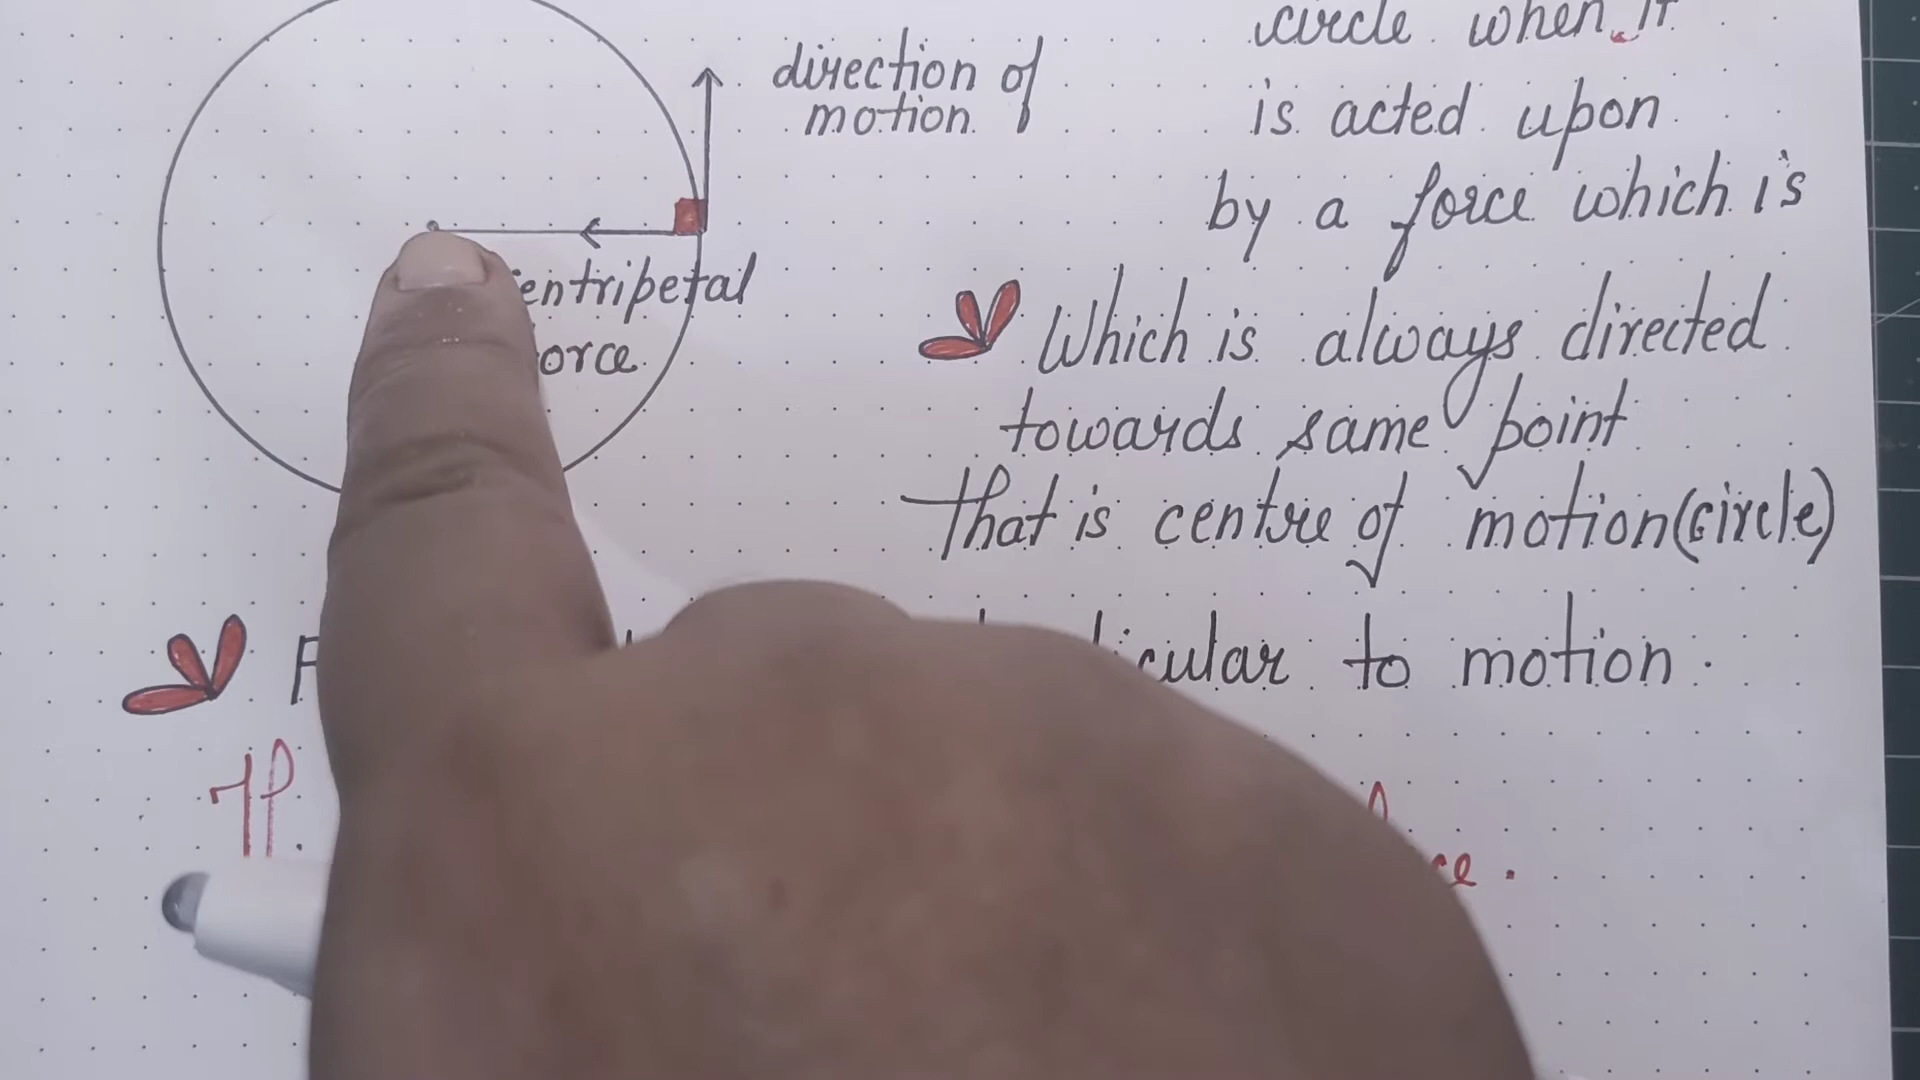 direction of
motion
entripetal
orce
circle when it
is acted upon
by a force which is
Which is always directed
towards same point
that is centre of motion(circle)
icular to motion.